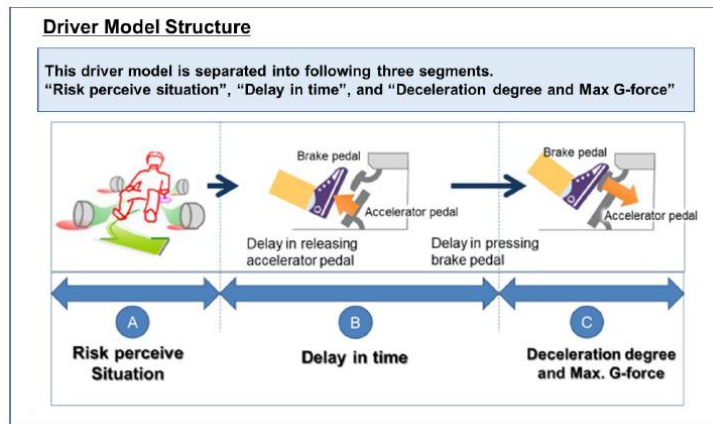 Driver Model Structure
This driver model is separated into following three segments.
“Risk perceive situation”, “Delay in time”, and “Deceleration degree and Max G-force”
Brake pedal
Accelerator pedal
Delay in releasing
accelerator pedal
Delay in pressing
brake pedal
Brake pedal
Accelerator pedal
A
Risk perceive
Situation
B
Delay in time
C
Deceleration degree
and Max. G-force